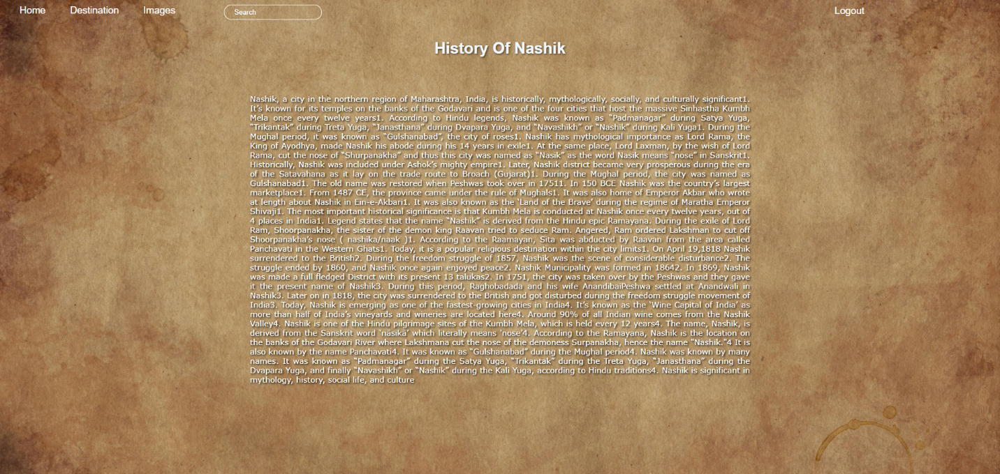 Home Destination Images Search Logout
History Of Nashik
Nashik, a city in the northern region of Maharashtra, India, is historically, mythologically, socially, and culturally significant1.
It’s known for its temples on the banks of the Godavari and is one of the four cities that host the massive Sinhastha Kumbh
Mela once every twelve years1. According to Hindu legends, Nashik was known as “Padmanagar” during Satya Yuga,
“Trikantak” during Treta Yuga, “Janasthana” during Dvapara Yuga, and “Navashikh” or “Nashik” during Kali Yuga1. During the
Mughal period, it was known as “Gulshanabad”, the city of roses1. Nashik has mythological importance as Lord Rama, the
King of Ayodhya, made Nashik his abode during his 14 years in exile1. At the same place, Lord Laxman, by the wish of Lord
Rama, cut the nose of “Shurpanakha” and thus this city was named as “Nasik” as the word Nasik means “nose” in Sanskrit1.
Historically, Nashik was included under Ashok’s mighty empire1. Later, Nashik district became very prosperous during the era
of the Satavahana as it lay on the trade route to Broach (Gujarat)1. During the Mughal period, the city was named as
Gulshanabad1. The old name was restored when Peshwas took over in 17511. In 150 BCE Nashik was the country’s largest
marketplace1. From 1487 CE, the province came under the rule of Mughals1. It was also home of Emperor Akbar who wrote
at length about Nashik in Ein-e-Akbari1. It was also known as the ‘Land of the Brave’ during the regime of Maratha Emperor
Shivaji1. The most important historical significance is that Kumbh Mela is conducted at Nashik once every twelve years, out of
4 places in India1. Legend states that the name “Nashik” is derived from the Hindu epic Ramayana. During the exile of Lord
Ram, Shoorpanakha, the sister of the demon king Raavan tried to seduce Ram. Angered, Ram ordered Lakshman to cut off
Shoorpanakha’s nose ( nashika/naak )1. According to the Raamayan, Sita was abducted by Raavan from the area called
Panchavati in the Western Ghats1. Today, it is a popular religious destination within the city limits1. On April 19,1818 Nashik
surrendered to the British2. During the freedom struggle of 1857, Nashik was the scene of considerable disturbance2. The
struggle ended by 1860, and Nashik once again enjoyed peace2. Nashik Municipality was formed in 18642. In 1869, Nashik
was made a full fledged District with its present 13 talukas2. In 1751, the city was taken over by the Peshwas and they gave
it the present name of Nashik3. During this period, Raghobadada and his wife AnandibaiPeshwa settled at Anandwali in
Nashik3. Later on in 1818, the city was surrendered to the British and got disturbed during the freedom struggle movement of
India3. Today, Nashik is emerging as one of the fastest-growing cities in India4. It’s known as the ‘Wine Capital of India’ as
more than half of India’s vineyards and wineries are located here4. Around 90% of all Indian wine comes from the Nashik
Valley4. Nashik is one of the Hindu pilgrimage sites of the Kumbh Mela, which is held every 12 years4. The name, Nashik, is
derived from the Sanskrit word ‘nāsikā’ which literally means ‘nose’4. According to the Ramayana, Nashik is the location on
the banks of the Godavari River where Lakshmana cut the nose of the demoness Surpanakha, hence the name "Nashik."4 It is
also known by the name Panchavati4. It was known as “Gulshanabad” during the Mughal period4. Nashik was known by many
names. It was known as “Padmanagar” during the Satya Yuga, “Trikantak” during the Treta Yuga, “Janasthana” during the
Dvapara Yuga, and finally “Navashikh” or “Nashik” during the Kali Yuga, according to Hindu traditions4. Nashik is significant in
mythology, history, social life, and culture